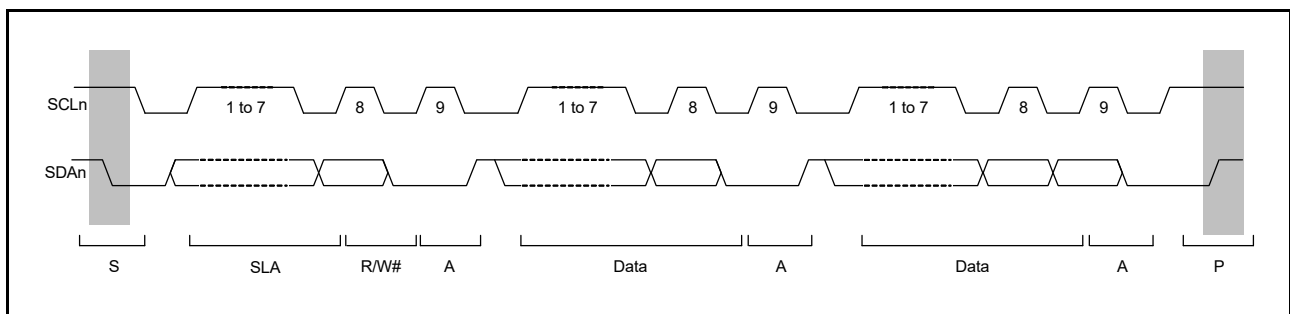 SCLn 1 to 7 8 9 1 to 7 8 9 1 to 7 8 9
SDAn
S SLA R/W# A Data A Data A P